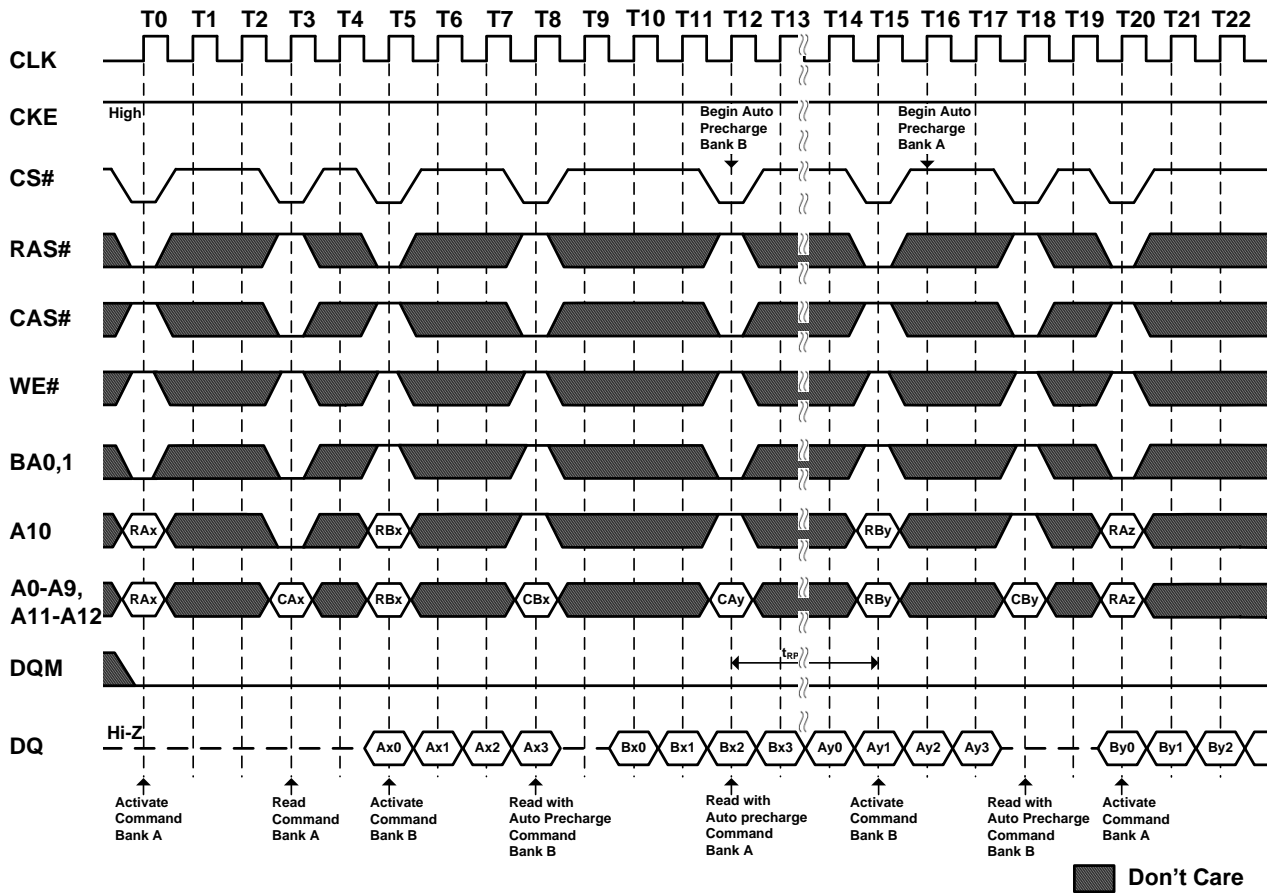 T0 T1 T2 T3 T4 T5 T6 T7 T8 T9 T10 T11 T12 T13 T14 T15 T16 T17 T18 T19 T20 T21 T22
CLK
CKE
High
Begin Auto
Precharge
Bank B
Begin Auto
Precharge
Bank A
CS#
RAS#
CAS#
WE#
BA0,1
A10
RAx RBx RBy RAz
A0-A9,
A11-A12
RAx CAx RBx CBx CAy RBy CBy RAz
DQM
tRP
DQ
Hi-Z
Ax0 Ax1 Ax2 Ax3 Bx0 Bx1 Bx2 Bx3 Ay0 Ay1 Ay2 Ay3 By0 By1 By2
Activate
Command
Bank A
Read
Command
Bank A
Activate
Command
Bank B
Read with
Auto Precharge
Command
Bank B
Read with
Auto precharge
Command
Bank A
Activate
Command
Bank B
Read with
Auto Precharge
Command
Bank B
Activate
Command
Bank A
Don't Care